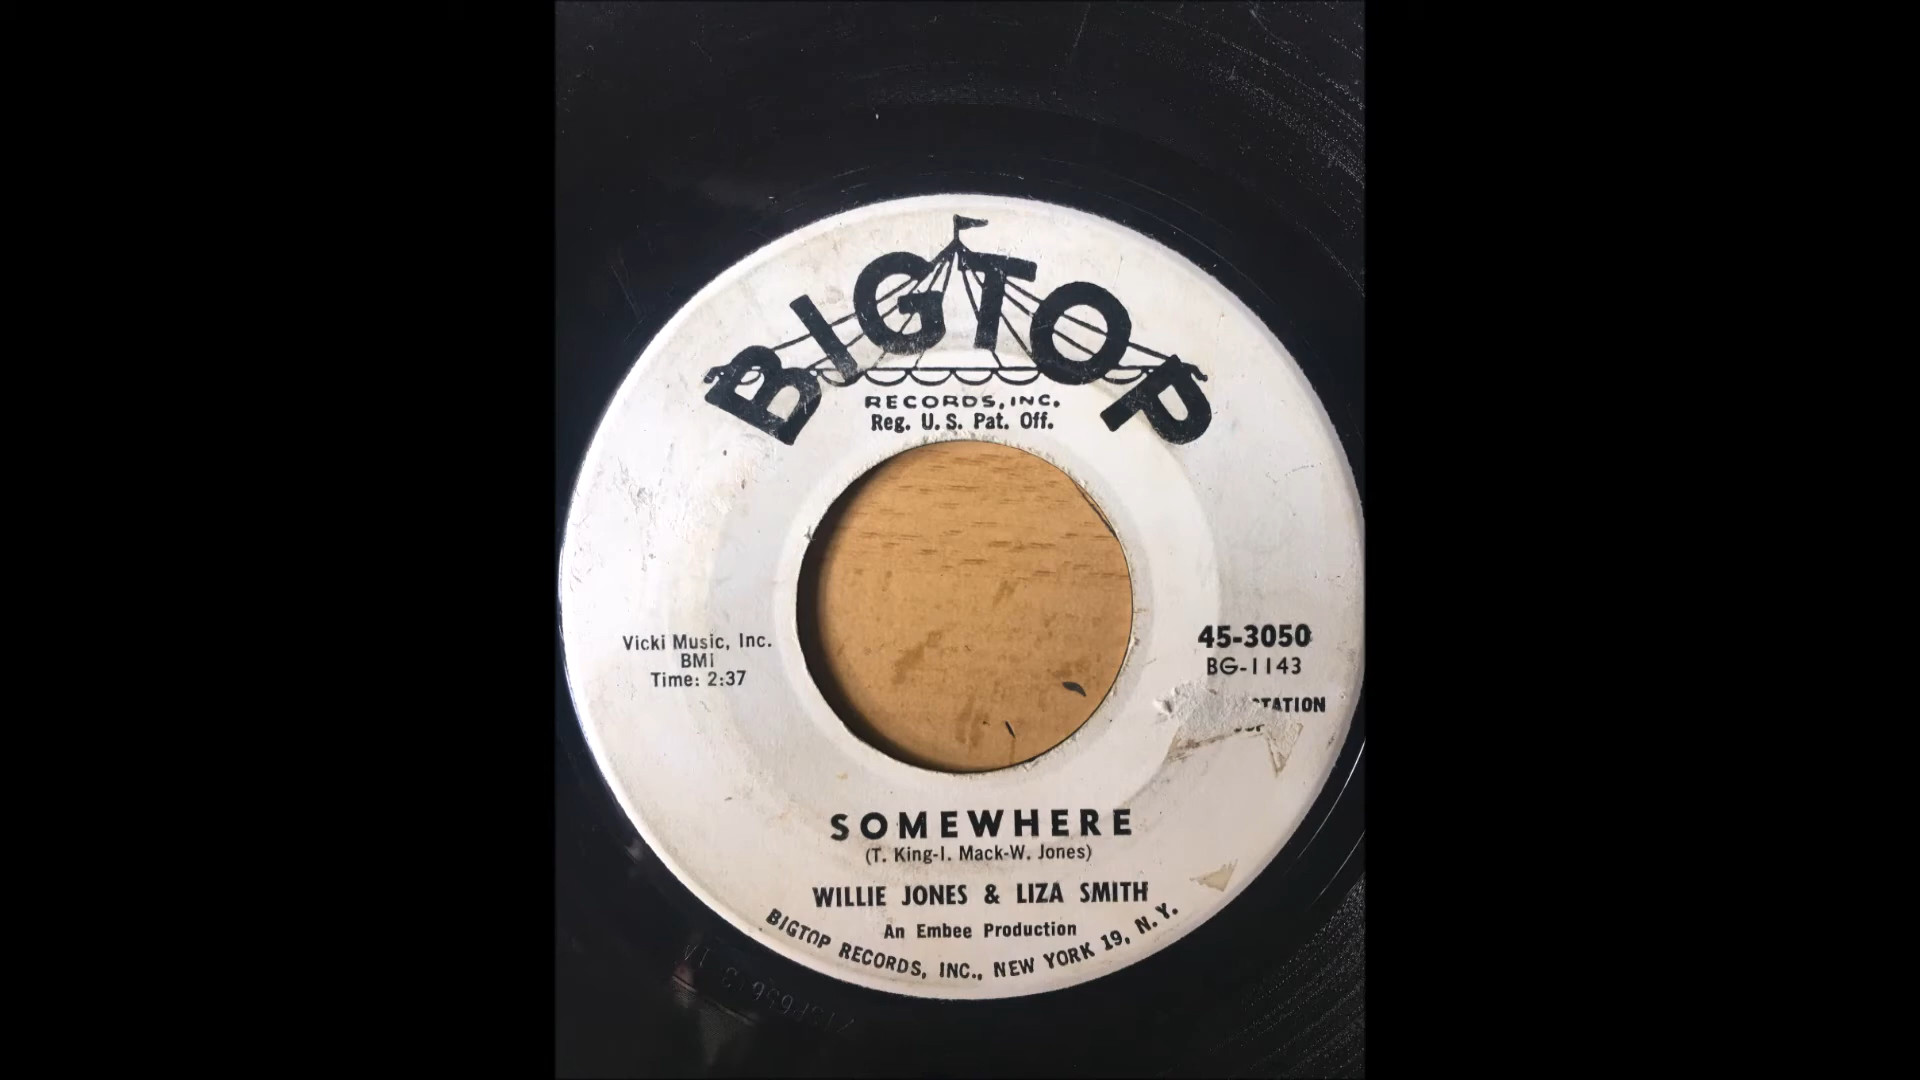 BIGTOP
RECORDS, INC.
Reg. U. S. Pat. Off.
Vicki Music, Inc.
BMI
Time: 2:37
45-3050
BG-1143
SOMEWHERE
(T. King-I. Mack-W. Jones)
WILLIE JONES & LIZA SMITH
An Embee Production
BIGTOP RECORDS, INC., NEW YORK 19, N. Y.